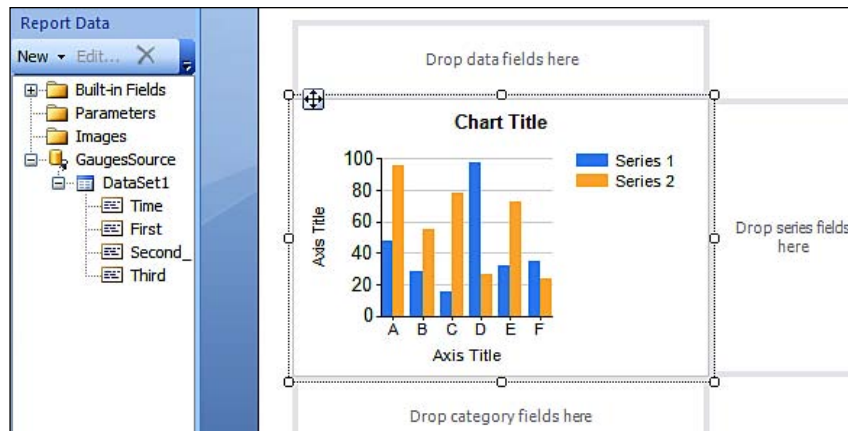 Report Data
New Edit...
Built-in Fields
Parameters
Images
GaugesSource
DataSet1
Time
First
Second_
Third
Drop data fields here
Chart Title
100
80
60
40
20
0
Axis Title
A B C D E F
Axis Title
Series 1
Series 2
Drop series fields
here
Drop category fields here